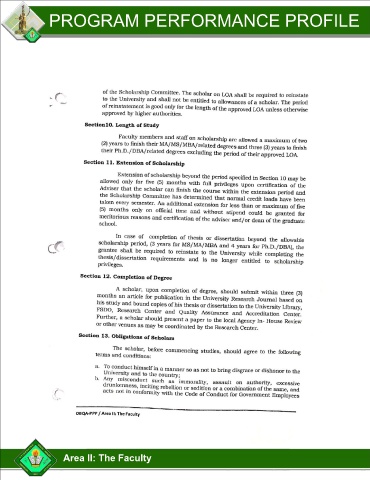 PROGRAM PERFORMANCE PROFILE
of the Scholarship Committee. The scholar on LOA shall be required to reinstate
to the University and shall not be entitled to allowances of a scholar. The period
of reinstatement is good only for the length of the approved LOA unless otherwise
approved by higher authorities.
Section10. Length of Study
Faculty members and staff on scholarship are allowed a maximum of two
(2) years to finish their MA/MS/MBA/related degrees and three (3) years to finish
their Ph.D./DBA/related degrees excluding the period of their approved LOA.
Section 11. Extension of Scholarship
Extension of scholarship beyond the period specified in Section 10 may be
allowed only for five (5) months with full privileges upon certification of the
Adviser that the scholar can finish the course within the extension period and
the Scholarship Committee has determined that normal credit loads have been
taken every semester. An additional extension for less than or maximum of five
(5) months only on official time and without stipend could be granted for
meritorious reasons and certification of the adviser and/or dean of the graduate
school.
In case of completion of thesis or dissertation beyond the allowable
scholarship period, (3 years for MS/MA/MBA and 4 years for Ph.D./DBA), the
grantee shall be required to reinstate to the University while completing the
thesis/dissertation requirements and is no longer entitled to scholarship
privileges.
Section 12. Completion of Degree
A scholar, upon completion of degree, should submit within three (3)
months an article for publication in the University Research Journal based on
his study and bound copies of his thesis or dissertation to the University Library,
FSDO, Research Center and Quality Assurance and Accreditation Center.
Further, a scholar should present a paper to the local Agency In- House Review
or other venues as may be coordinated by the Research Center.
Section 13. Obligations of Scholars
The scholar, before commencing studies, should agree to the following
terms and conditions:
a. To conduct himself in a manner so as not to bring disgrace or dishonor to the
University and to the country;
b. Any misconduct such as immorality, assault on authority, excessive
drunkenness, inciting rebellion or sedition or a combination of the same, and
acts not in conformity with the Code of Conduct for Government Employees
DEQA-PPP / Area II: The Faculty
Area II: The Faculty